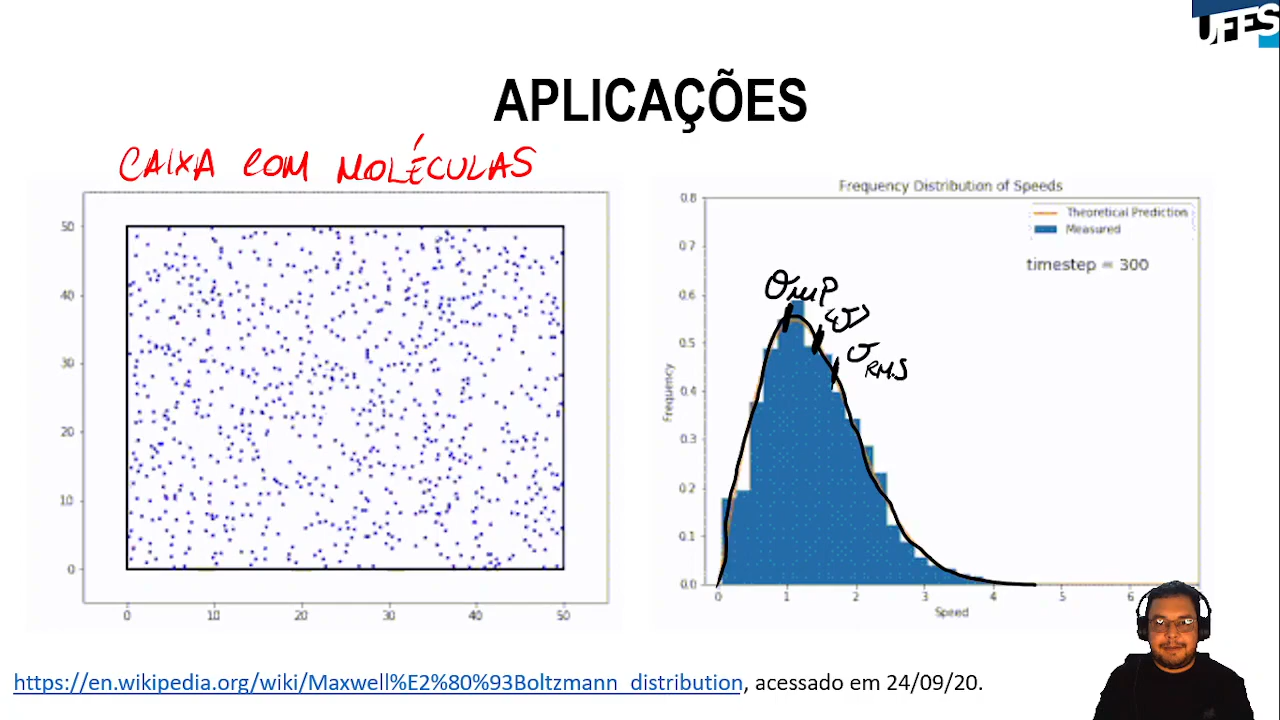 UFES
APLICAÇÕES
CAIXA COM MOLÉCULAS
50
40
30
20
10
0
0 10 20 30 40 50
Frequency Distribution of Speeds
0.8
0.7
0.6
0.5
0.4
0.3
0.2
0.1
0.0
Frequency
Theoretical Prediction
Measured
timestep = 300
vmp
<v>
vRMS
0 1 2 3 4 5 6
Speed
https://en.wikipedia.org/wiki/Maxwell%E2%80%93Boltzmann_distribution, acessado em 24/09/20.